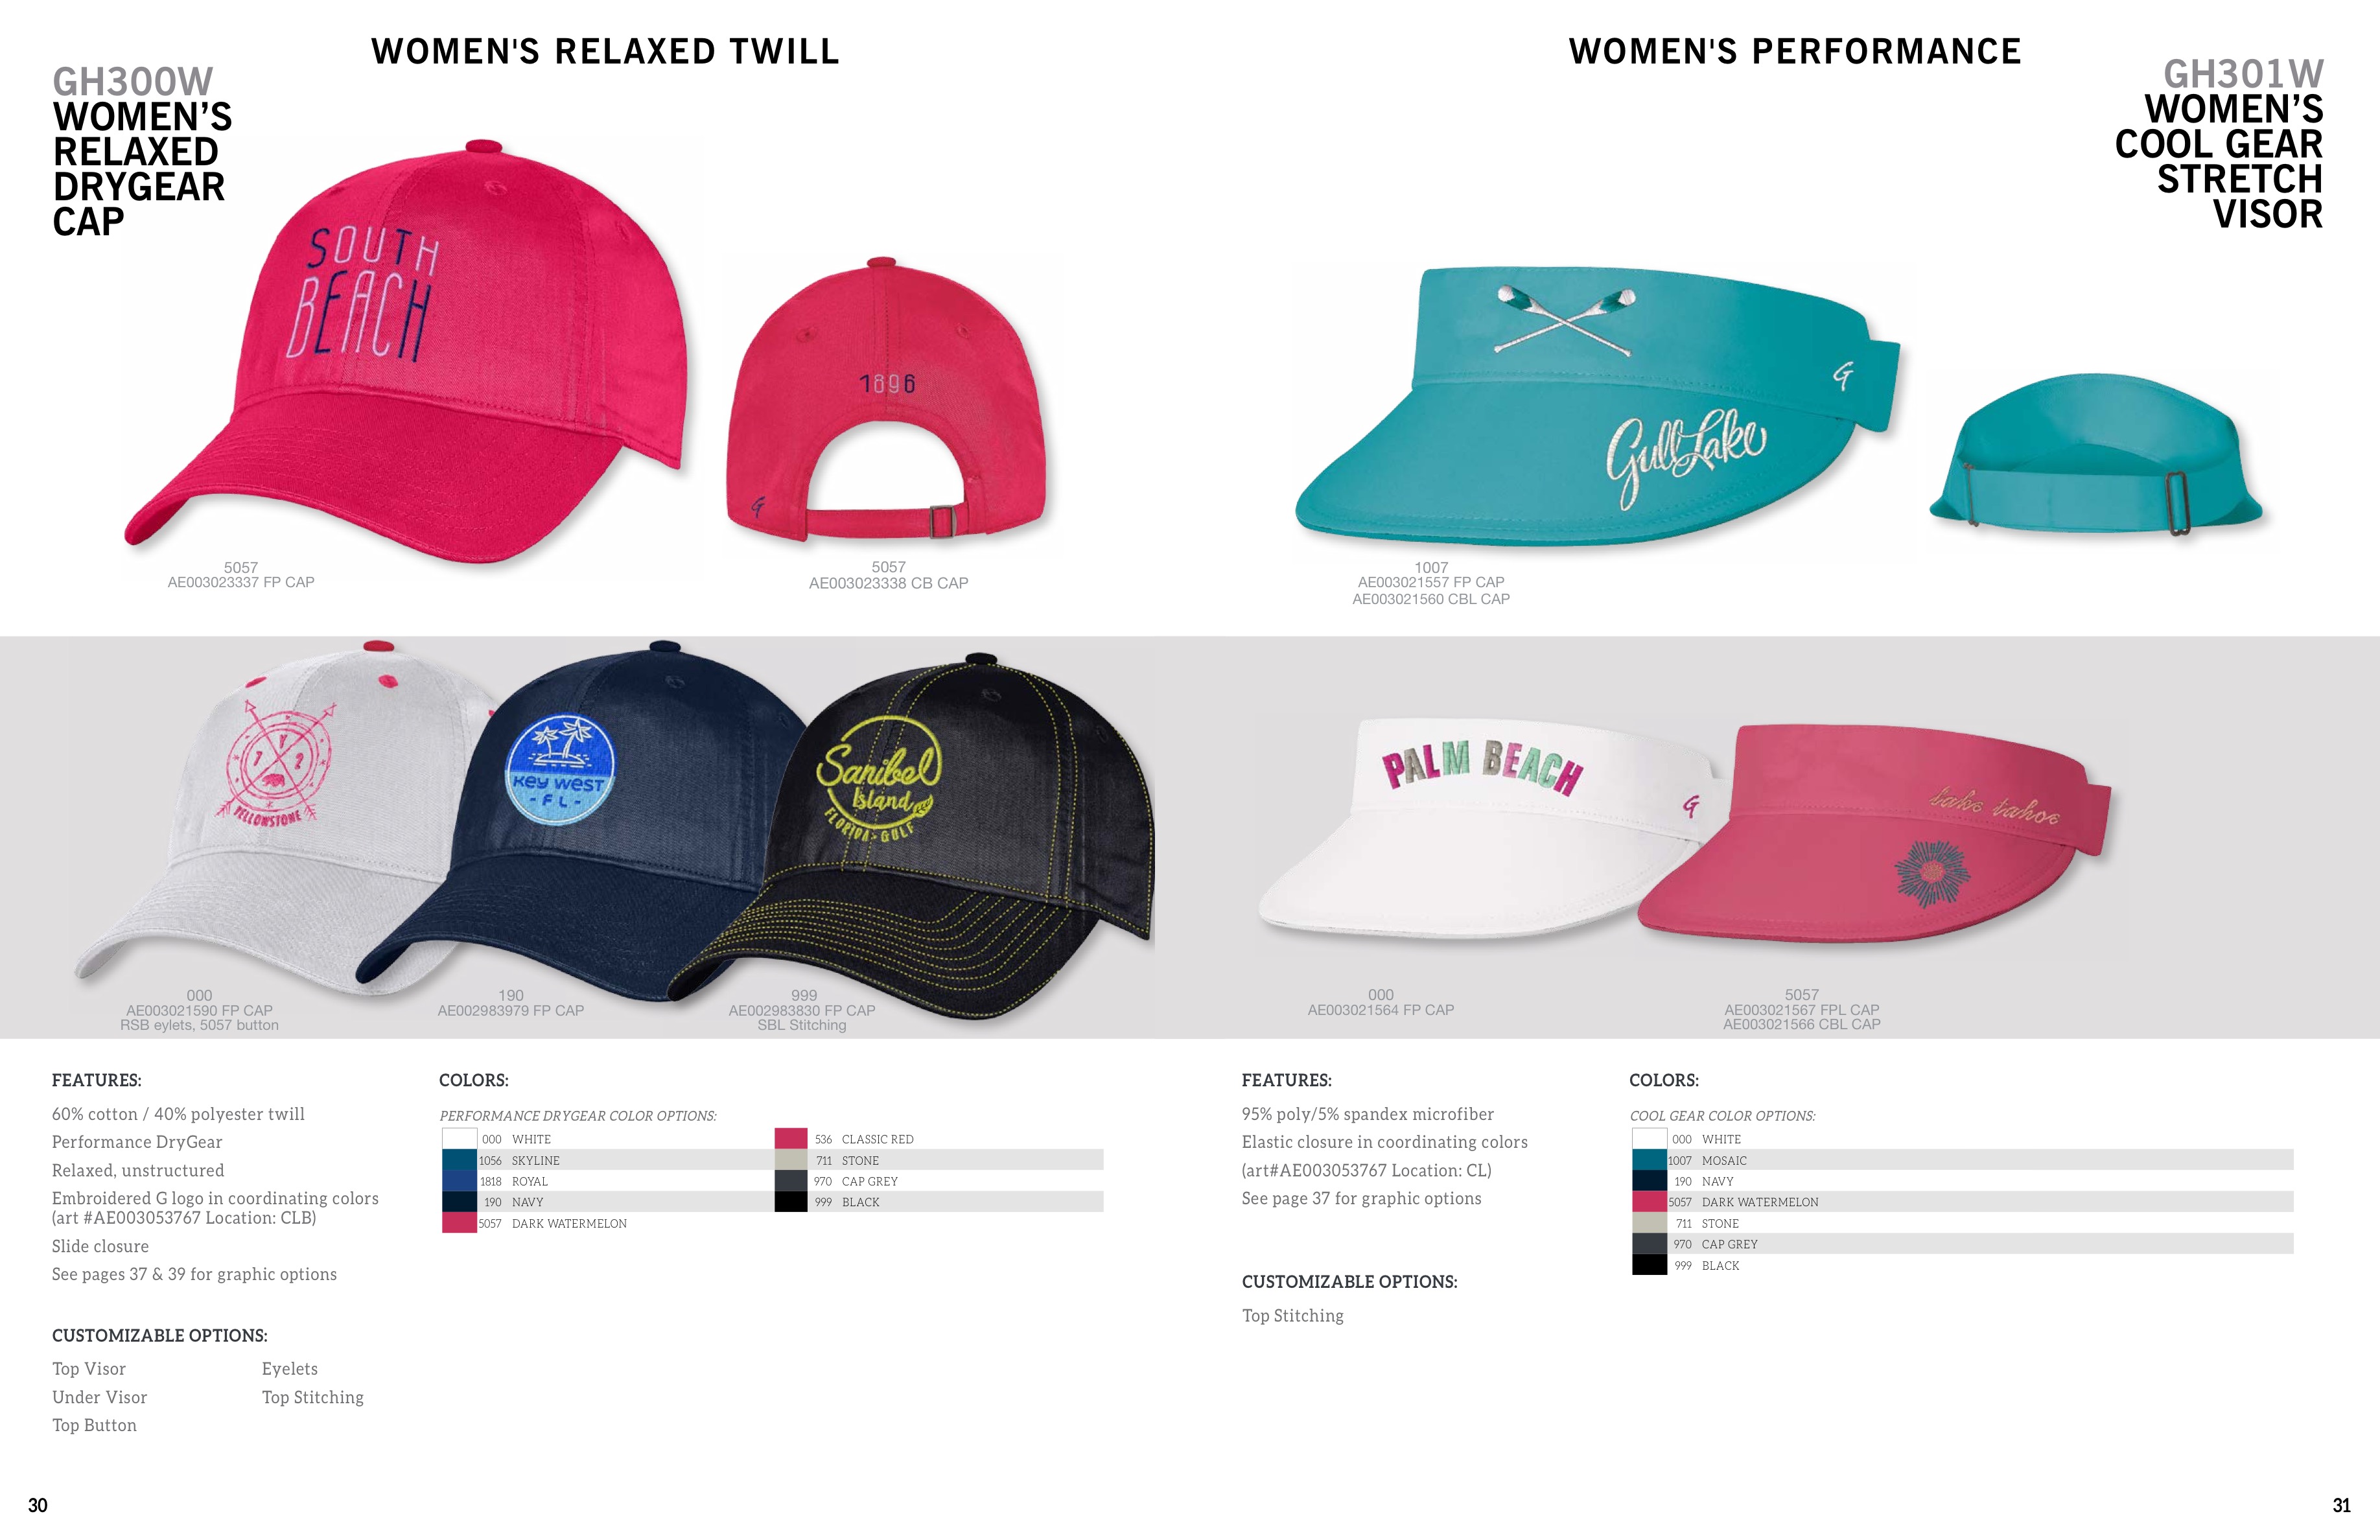 WOMEN'S RELAXED TWILL
GH300W
WOMEN’S
RELAXED
DRYGEAR
CAP
SOUTH
BEACH
1896
G
5057
AE003023337 FP CAP
5057
AE003023338 CB CAP
7 Y 2
YELLOWSTONE
KEY WEST
- FL -
Sanibel
Island
FLORIDA - GULF
000
AE003021590 FP CAP
RSB eylets, 5057 button
190
AE002983979 FP CAP
999
AE002983830 FP CAP
SBL Stitching
FEATURES:
60% cotton / 40% polyester twill
Performance DryGear
Relaxed, unstructured
Embroidered G logo in coordinating colors
(art #AE003053767 Location: CLB)
Slide closure
See pages 37 & 39 for graphic options
CUSTOMIZABLE OPTIONS:
Top Visor
Under Visor
Top Button
Eyelets
Top Stitching
COLORS:
PERFORMANCE DRYGEAR COLOR OPTIONS:
000 WHITE
1056 SKYLINE
1818 ROYAL
190 NAVY
5057 DARK WATERMELON
536 CLASSIC RED
711 STONE
970 CAP GREY
999 BLACK
30
WOMEN'S PERFORMANCE
GH301W
WOMEN’S
COOL GEAR
STRETCH
VISOR
G
Gull Lake
1007
AE003021557 FP CAP
AE003021560 CBL CAP
PALM BEACH
G
lake tahoe
000
AE003021564 FP CAP
5057
AE003021567 FPL CAP
AE003021566 CBL CAP
FEATURES:
95% poly/5% spandex microfiber
Elastic closure in coordinating colors
(art#AE003053767 Location: CL)
See page 37 for graphic options
CUSTOMIZABLE OPTIONS:
Top Stitching
COLORS:
COOL GEAR COLOR OPTIONS:
000 WHITE
1007 MOSAIC
190 NAVY
5057 DARK WATERMELON
711 STONE
970 CAP GREY
999 BLACK
31